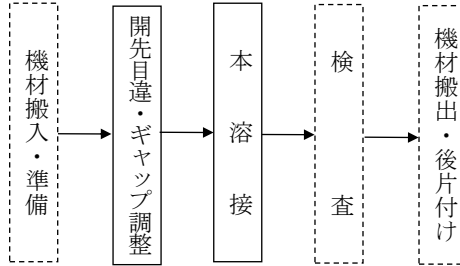 機材搬入・準備
開先目違・ギャップ調整
本溶接
検査
機材搬出・後片付け